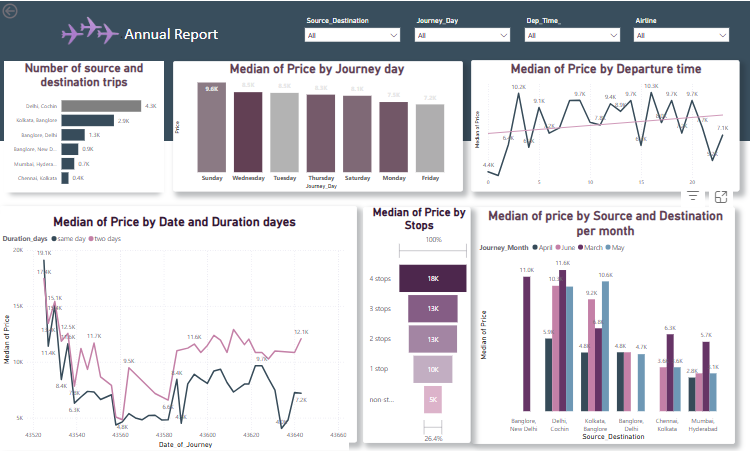 Source_Destination
Journey_Day
Dep_Time_
Airline
Annual Report
All
All
All
All
Number of source and
destination trips
Delhi, Cochin
4.3K
Kolkata, Banglore
2.9K
Banglore, Delhi
1.3K
Banglore, New D...
0.9K
Mumbai, Hydera...
0.7K
Chennai, Kolkata
0.4K
Median of Price by Journey day
Price
9.6K
Sunday
Wednesday
Tuesday
Thursday
Saturday
Monday
Friday
Journey_Day
Median of Price by Departure time
Median of Price
4.4K
10.2K
9.1K
9.7K
9.4K
9.7K
10.3K
9.7K
9.7K
7.1K
0
5
10
15
20
Median of Price by Date and Duration dayes
Duration_days
same day
two days
Median of Price
20K
15K
10K
5K
19.1K
15.1K
11.4K
12.5K
8.4K
6.3K
11.7K
4.8K
9.5K
6.6K
8.4K
11.6K
9.7K
12.1K
7.2K
43520
43540
43560
43580
43600
43620
43640
43660
Date_of_Journey
Median of Price by
Stops
100%
4 stops
18K
3 stops
13K
2 stops
13K
1 stop
10K
non-st...
5K
26.4%
Median of price by Source and Destination
per month
Journey_Month
April
June
March
May
Median of Price
11.0K
5.9K
11.6K
4.8K
9.2K
10.6K
4.8K
4.7K
6.3K
2.8K
5.7K
Banglore,
New Delhi
Delhi,
Cochin
Kolkata,
Banglore
Banglore,
Delhi
Chennai,
Kolkata
Mumbai,
Hyderabad
Source_Destination